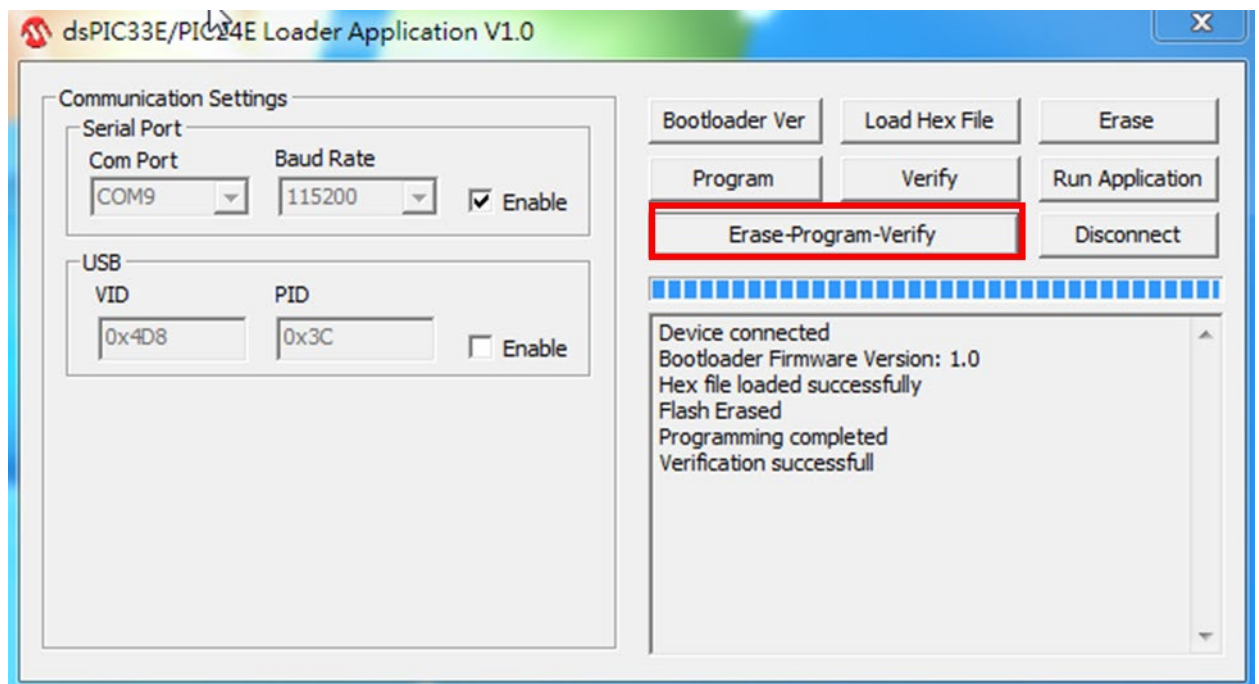 dsPIC33E/PIC24E Loader Application V1.0
Communication Settings
Serial Port
Com Port Baud Rate
COM9 115200 Enable
USB
VID PID
0x4D8 0x3C Enable
Bootloader Ver Load Hex File Erase
Program Verify Run Application
Erase-Program-Verify Disconnect
Device connected
Bootloader Firmware Version: 1.0
Hex file loaded successfully
Flash Erased
Programming completed
Verification successfull